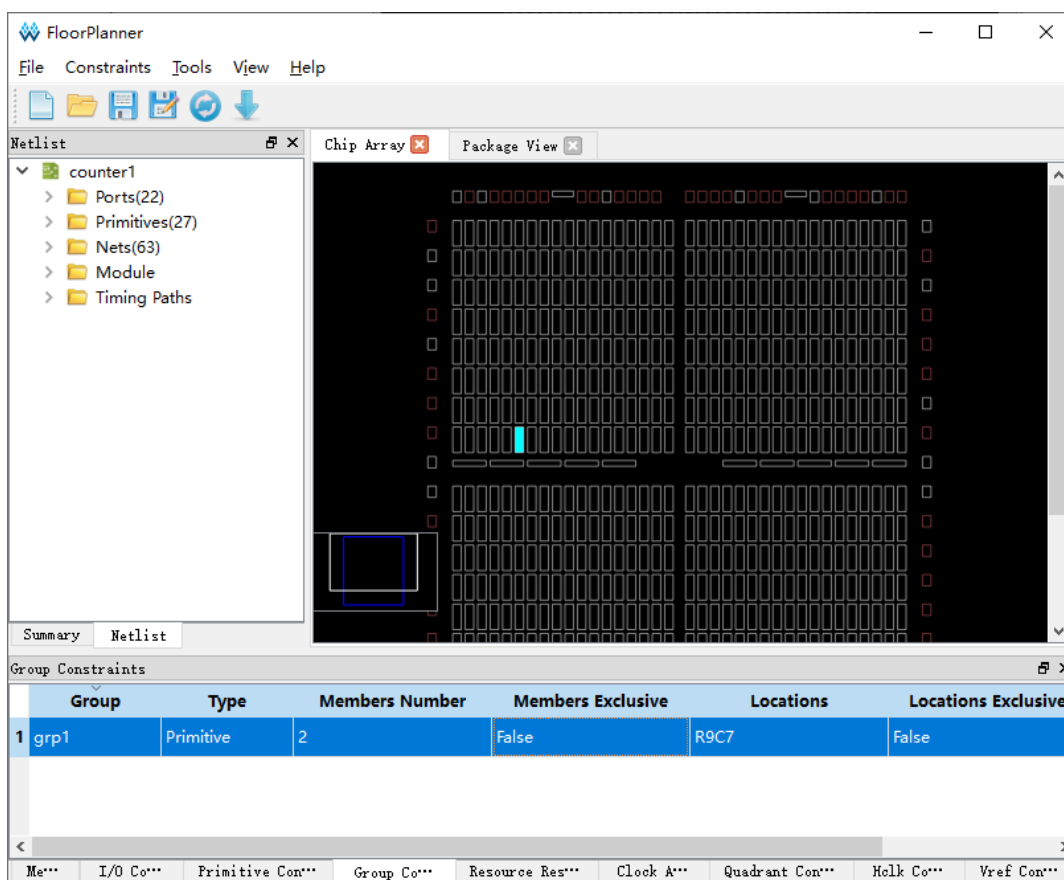 FloorPlanner
File Constraints Tools View Help
Netlist
Chip Array Package View
counter1
Ports(22)
Primitives(27)
Nets(63)
Module
Timing Paths
Summary Netlist
Group Constraints
Group Type Members Number Members Exclusive Locations Locations Exclusive
1 grp1 Primitive 2 False R9C7 False
Me··· I/O Co··· Primitive Con··· Group Co··· Resource Res··· Clock A··· Quadrant Con··· Hclk Co··· Vref Con···